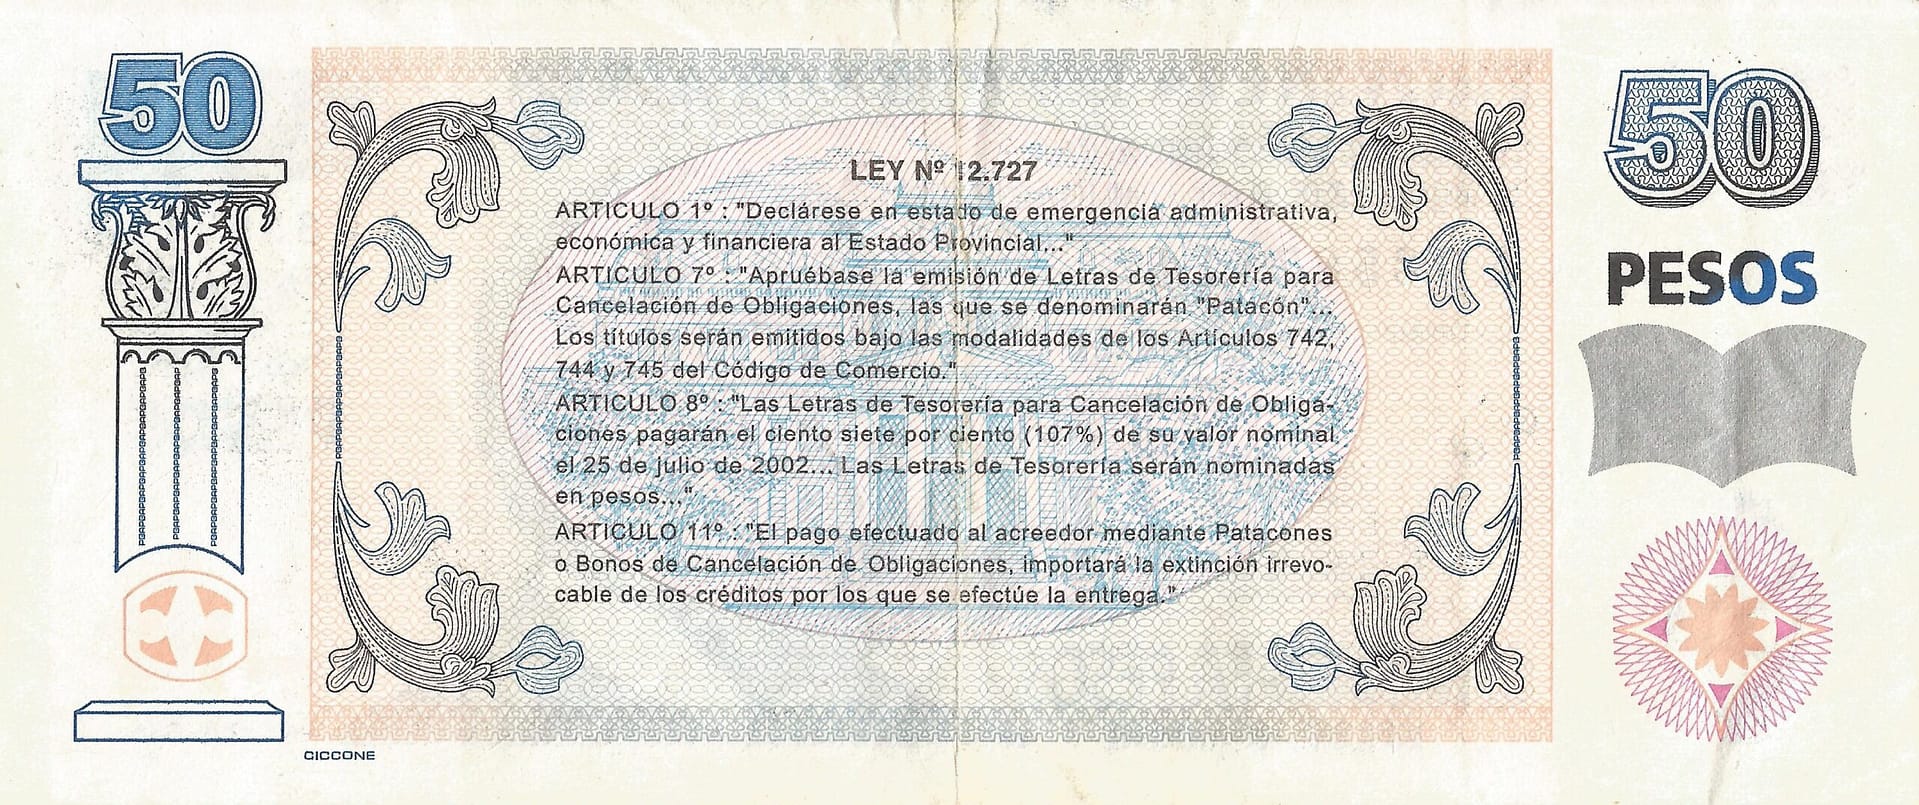 50
50
PESOS
LEY Nº 12.727
ARTICULO 1º : "Declárese en estado de emergencia administrativa,
económica y financiera al Estado Provincial..."
ARTICULO 7º : "Apruébase la emisión de Letras de Tesorería para
Cancelación de Obligaciones, las que se denominarán "Patacón"...
Los títulos serán emitidos bajo las modalidades de los Artículos 742,
744 y 745 del Código de Comercio."
ARTICULO 8º : "Las Letras de Tesorería para Cancelación de Obliga-
ciones pagarán el ciento siete por ciento (107%) de su valor nominal
el 25 de julio de 2002... Las Letras de Tesorería serán nominadas
en pesos..."
ARTICULO 11º : "El pago efectuado al acreedor mediante Patacones
o Bonos de Cancelación de Obligaciones, importará la extinción irrevo-
cable de los créditos por los que se efectúe la entrega."
CICCONE